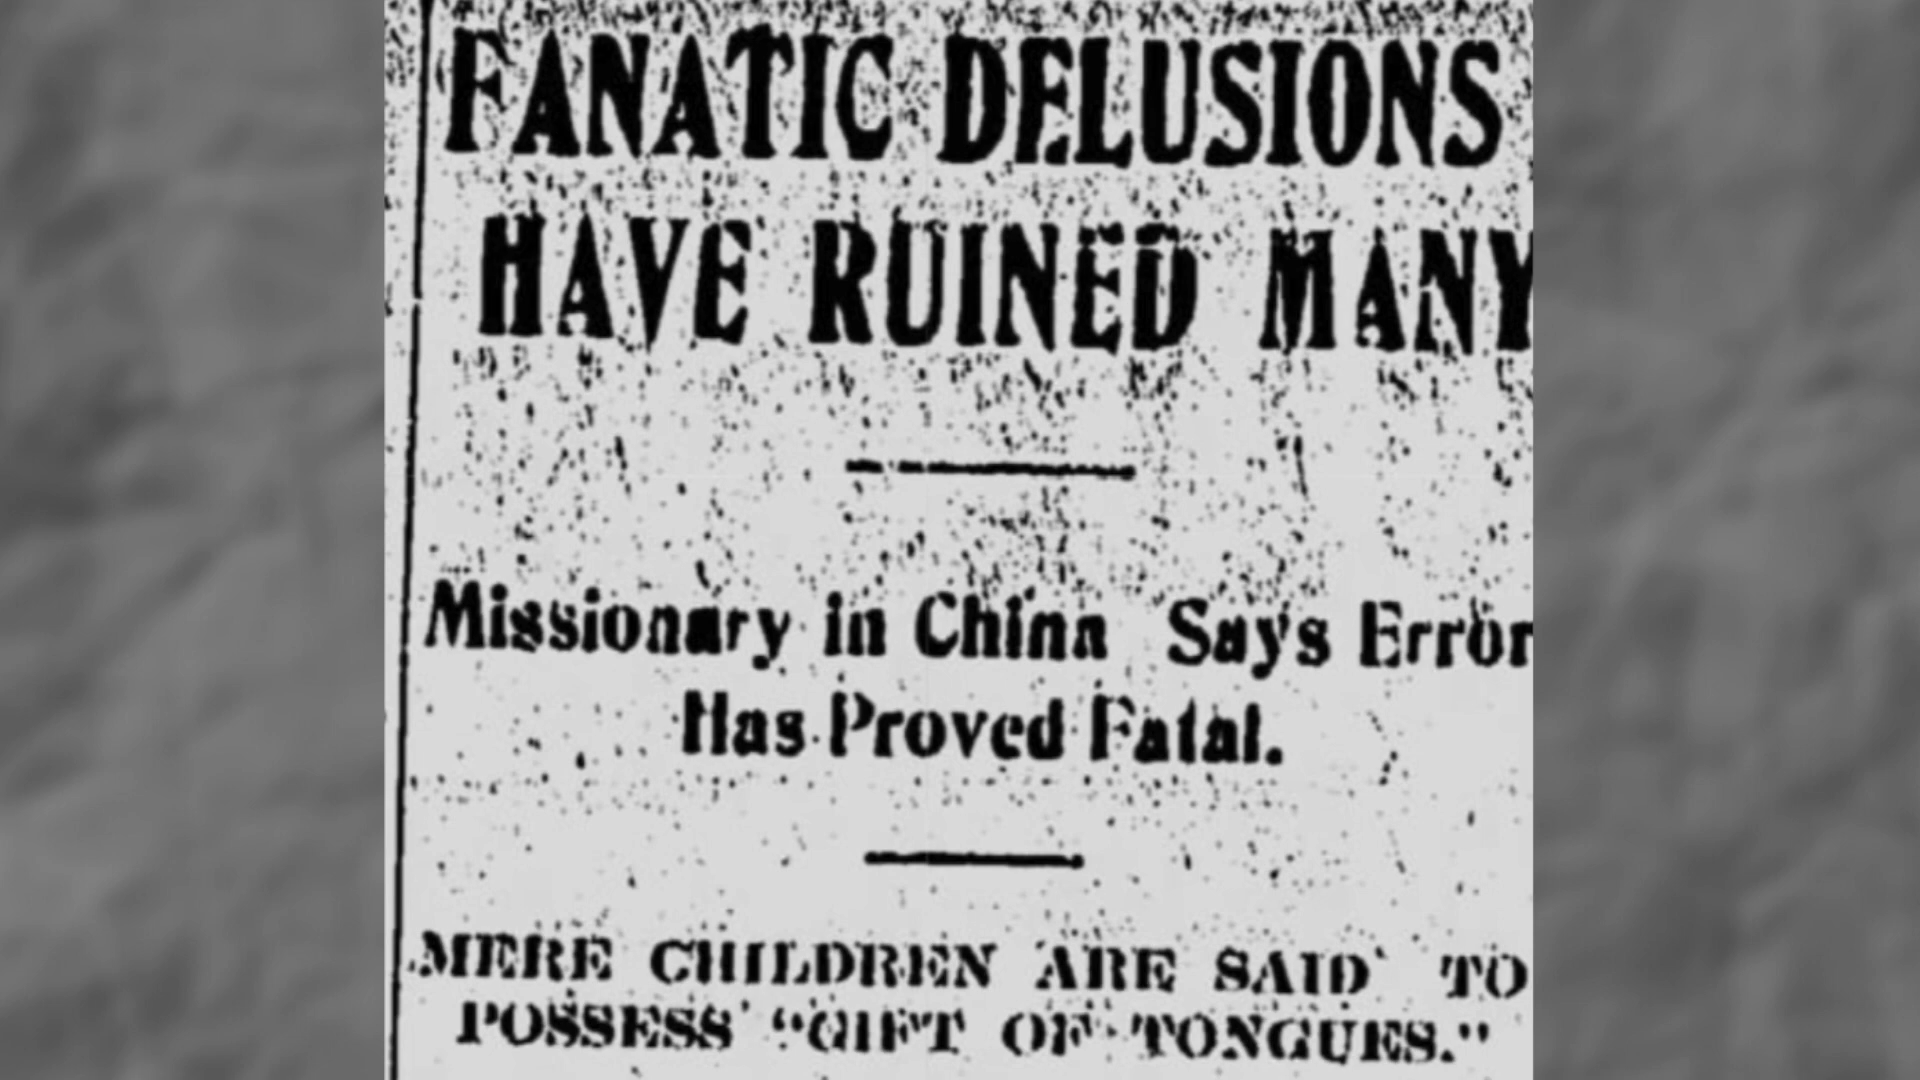 FANATIC DELUSIONS
HAVE RUINED MANY
Missionary in China Says Error
Has Proved Fatal.
MERE CHILDREN ARE SAID TO
POSSESS "GIFT OF TONGUES."